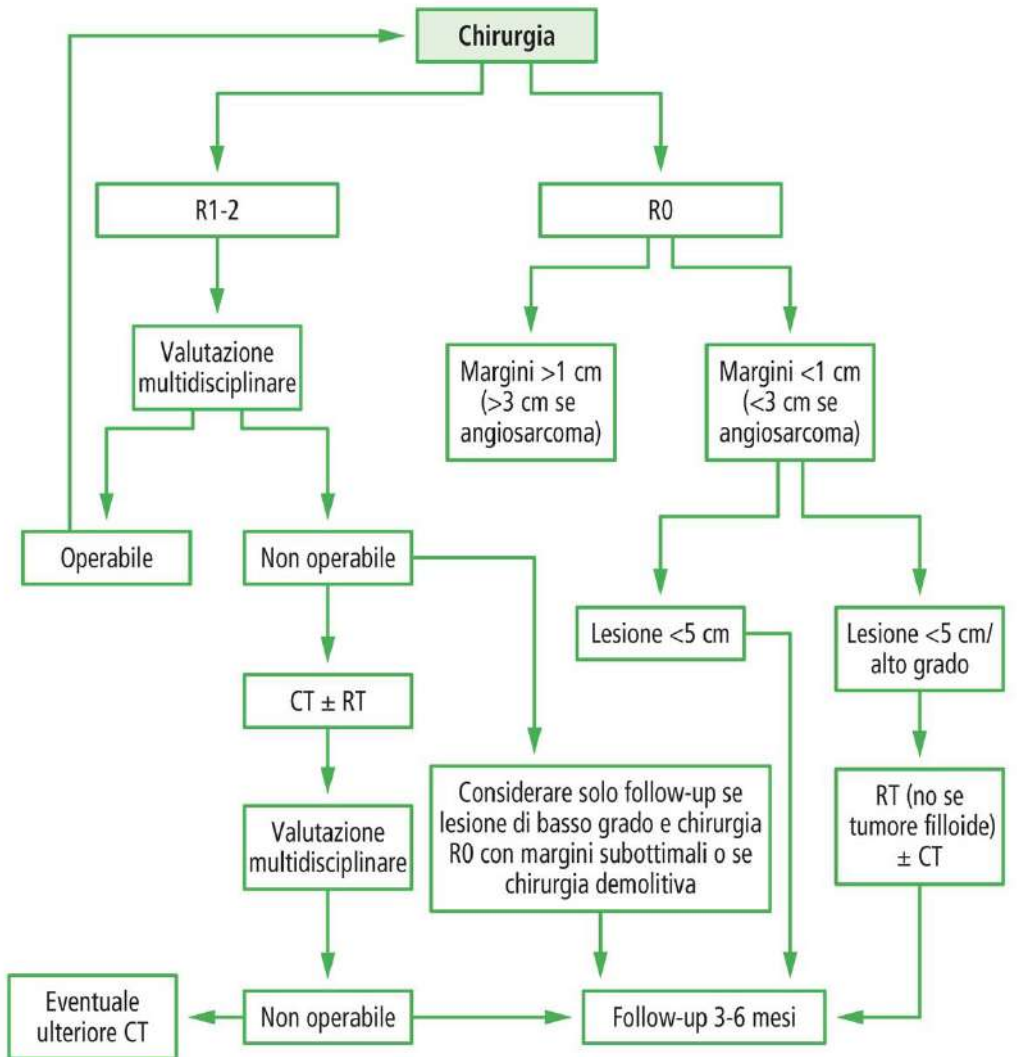 Chirurgia
R1-2
R0
Valutazione
multidisciplinare
Margini >1 cm
(>3 cm se
angiosarcoma)
Margini <1 cm
(<3 cm se
angiosarcoma)
Operabile
Non operabile
Lesione <5 cm
Lesione <5 cm/
alto grado
CT ± RT
Considerare solo follow-up se
lesione di basso grado e chirurgia
R0 con margini subottimali o se
chirurgia demolitiva
RT (no se
tumore filloide)
± CT
Valutazione
multidisciplinare
Eventuale
ulteriore CT
Non operabile
Follow-up 3-6 mesi